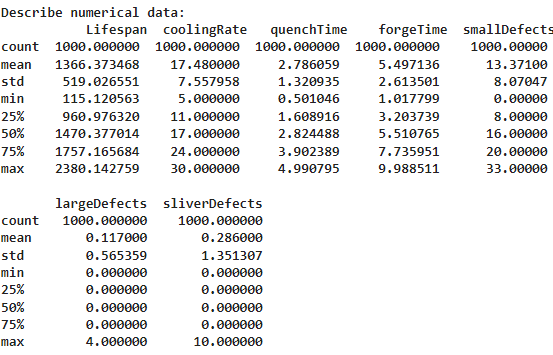 Describe numerical data:
Lifespan coolingRate quenchTime forgeTime smallDefects
count 1000.000000 1000.000000 1000.000000 1000.000000 1000.00000
mean 1366.373468 17.480000 2.786059 5.497136 13.37100
std 519.026551 7.557958 1.320935 2.613501 8.07047
min 115.120563 5.000000 0.501046 1.017799 0.00000
25% 960.976320 11.000000 1.608916 3.203739 8.00000
50% 1470.377014 17.000000 2.824488 5.510765 16.00000
75% 1757.165684 24.000000 3.902389 7.735951 20.00000
max 2380.142759 30.000000 4.990795 9.988511 33.00000
largeDefects sliverDefects
count 1000.000000 1000.000000
mean 0.117000 0.286000
std 0.565359 1.351307
min 0.000000 0.000000
25% 0.000000 0.000000
50% 0.000000 0.000000
75% 0.000000 0.000000
max 4.000000 10.000000